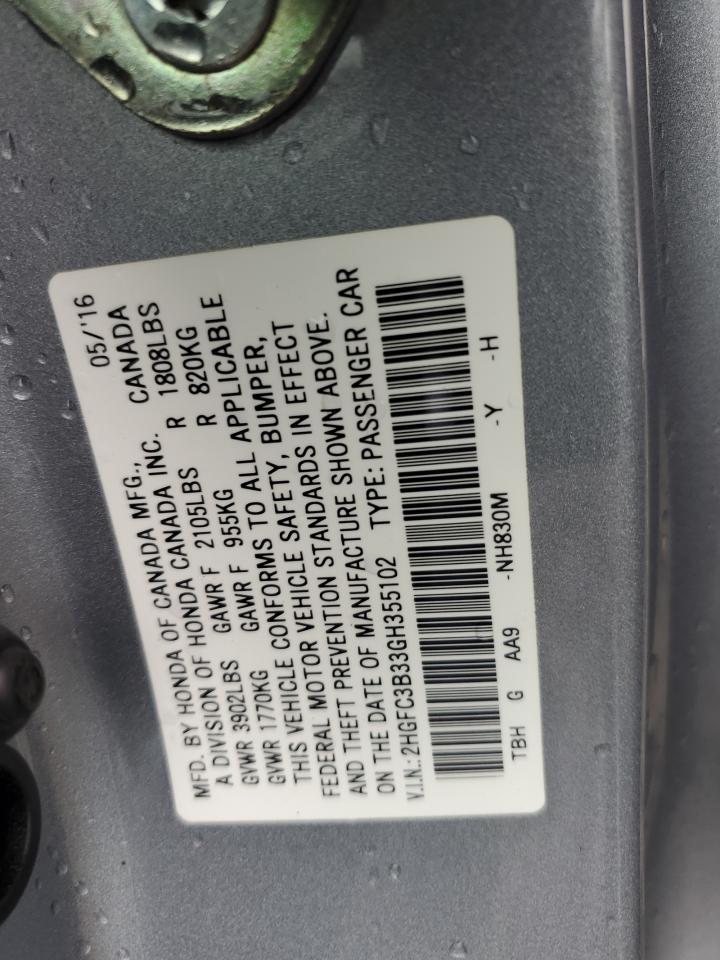 MFD. BY HONDA OF CANADA MFG., 05/'16
A DIVISION OF HONDA CANADA INC. CANADA
GVWR 3902LBS GAWR F 2105LBS R 1808LBS
GVWR 1770KG GAWR F 955KG R 820KG
THIS VEHICLE CONFORMS TO ALL APPLICABLE
FEDERAL MOTOR VEHICLE SAFETY, BUMPER,
AND THEFT PREVENTION STANDARDS IN EFFECT
ON THE DATE OF MANUFACTURE SHOWN ABOVE.
V.I.N.: 2HGFC3B33GH355102 TYPE: PASSENGER CAR
TBH G AA9 -NH830M -Y -H